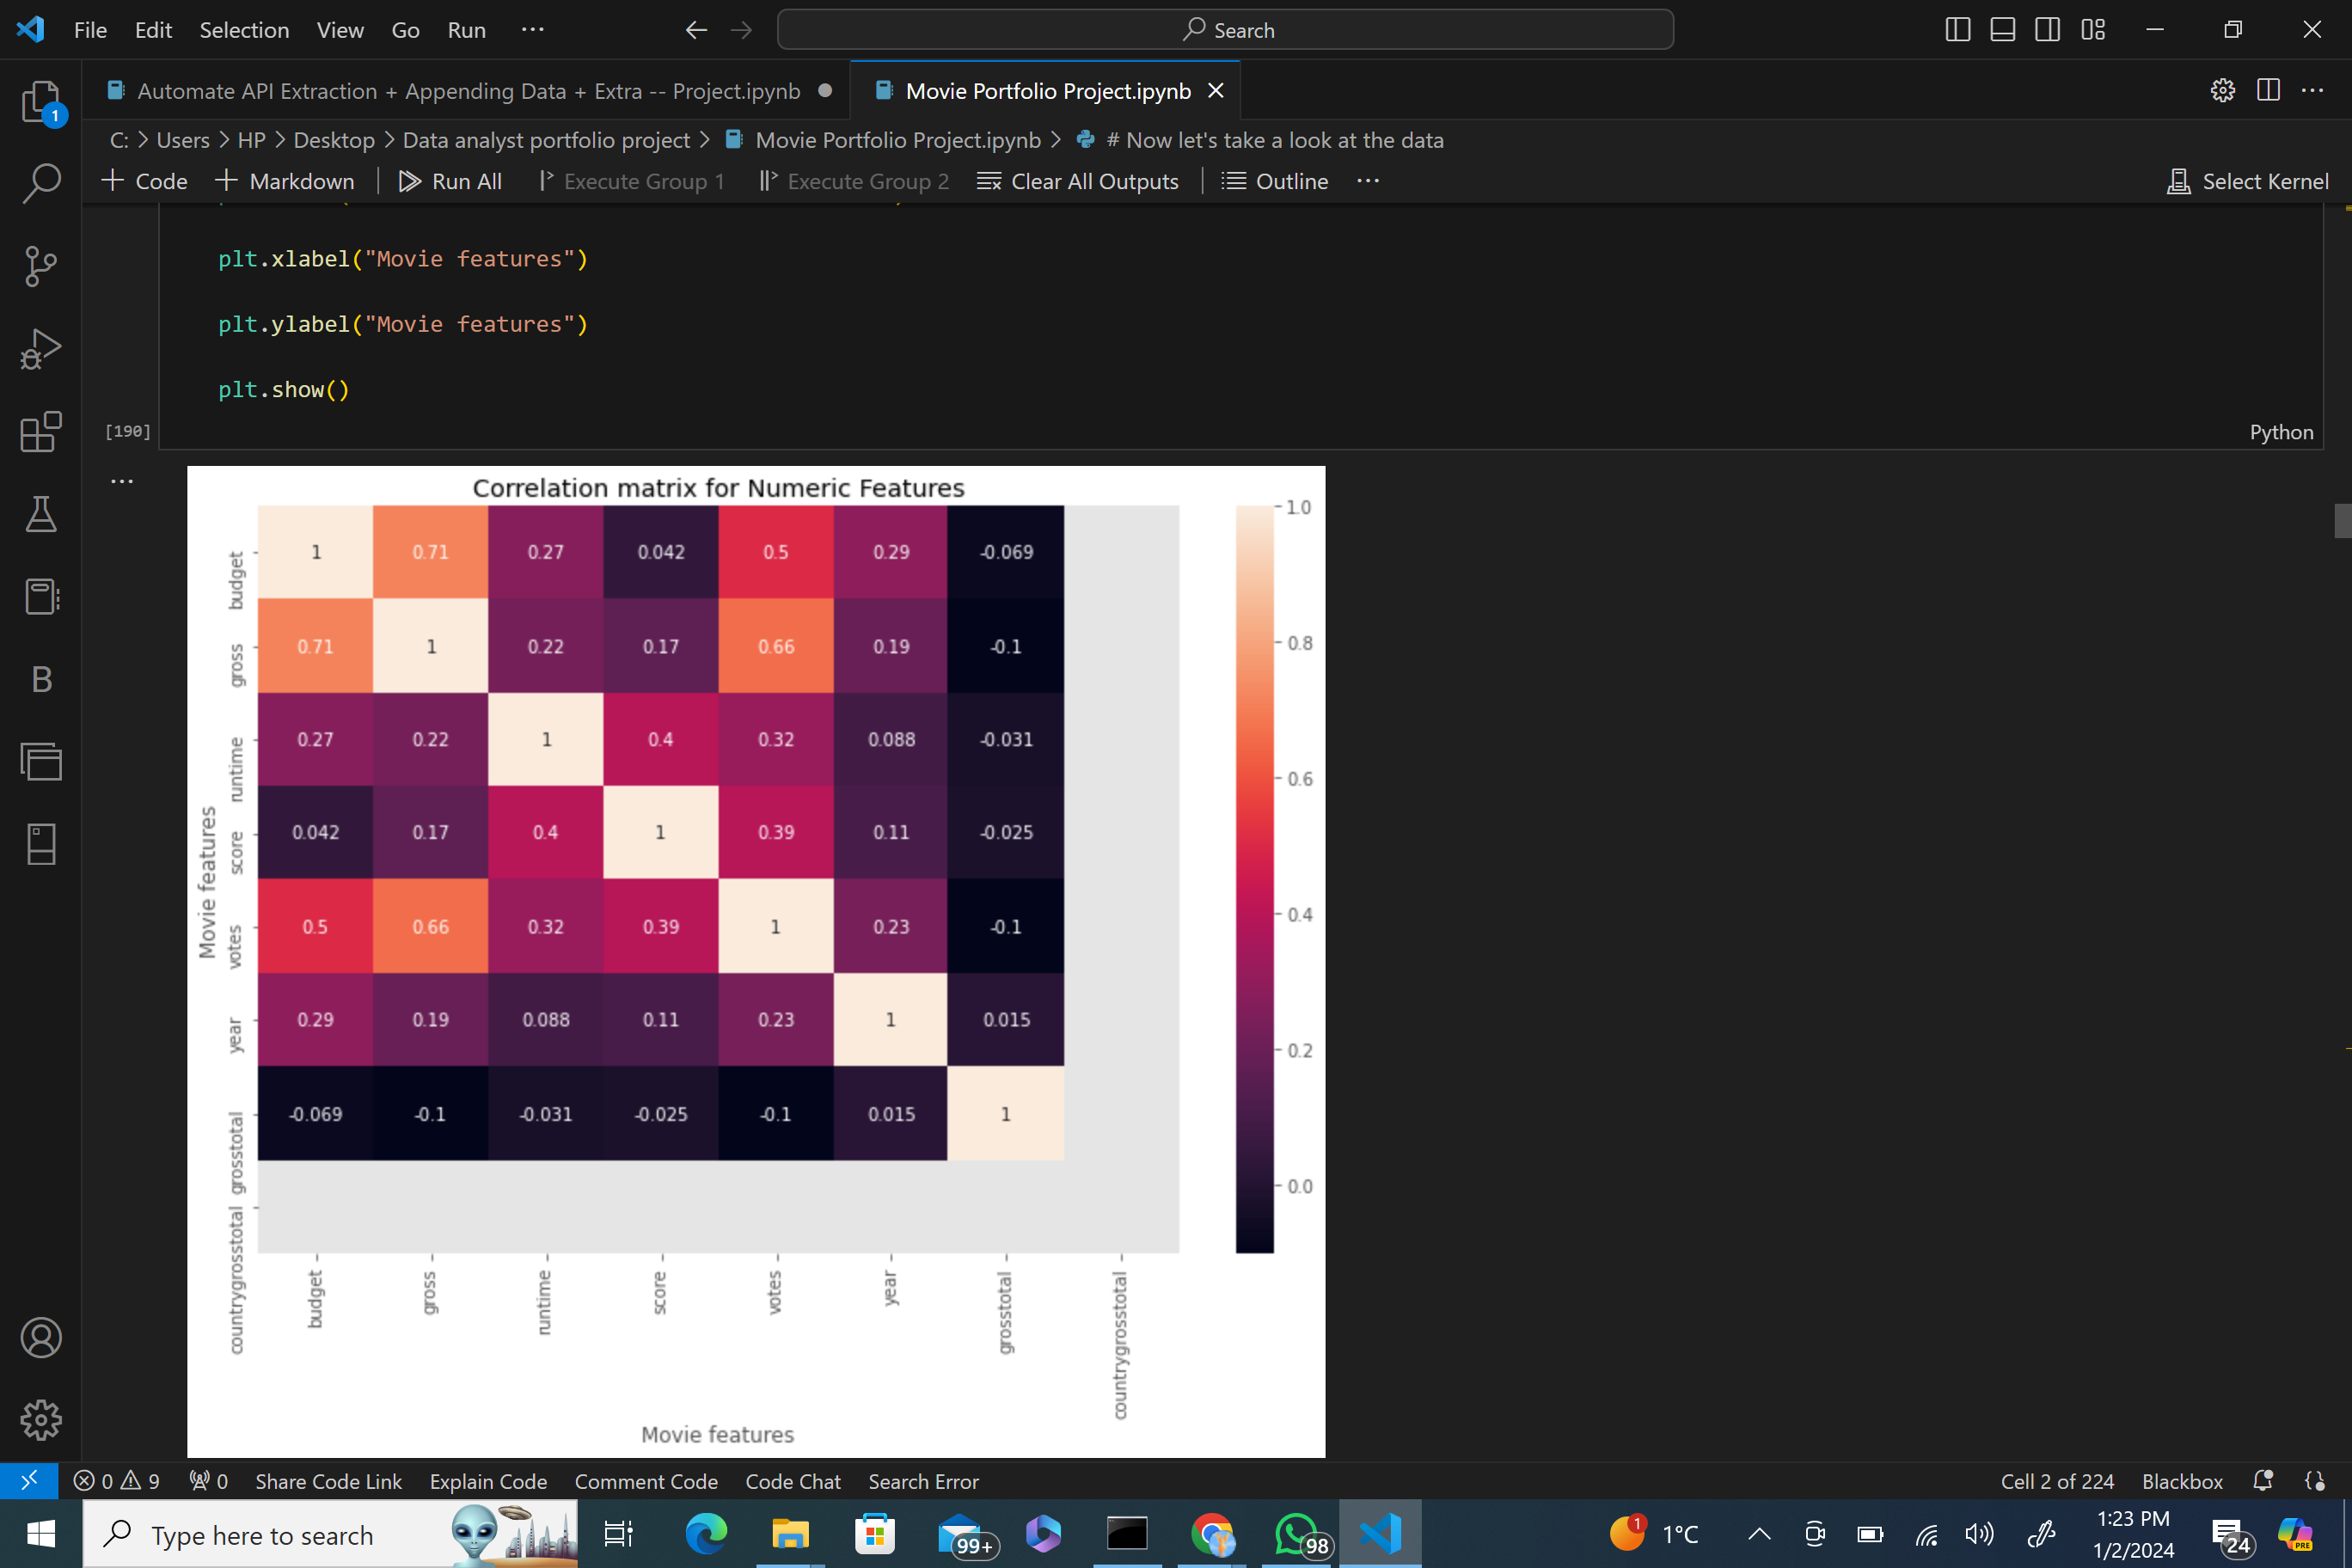 File Edit Selection View Go Run ··· Search
1
Automate API Extraction + Appending Data + Extra -- Project.ipynb Movie Portfolio Project.ipynb
C: > Users > HP > Desktop > Data analyst portfolio project > Movie Portfolio Project.ipynb > # Now let's take a look at the data
+ Code + Markdown | Run All Execute Group 1 Execute Group 2 Clear All Outputs | Outline ··· Select Kernel
plt.xlabel("Movie features")
plt.ylabel("Movie features")
plt.show()
[190] Python
···
Correlation matrix for Numeric Features
budget 1 0.71 0.27 0.042 0.5 0.29 -0.069
gross 0.71 1 0.22 0.17 0.66 0.19 -0.1
runtime 0.27 0.22 1 0.4 0.32 0.088 -0.031
score 0.042 0.17 0.4 1 0.39 0.11 -0.025
votes 0.5 0.66 0.32 0.39 1 0.23 -0.1
year 0.29 0.19 0.088 0.11 0.23 1 0.015
grosstotal -0.069 -0.1 -0.031 -0.025 -0.1 0.015 1
countrygrosstotal
Movie features
budget gross runtime score votes year grosstotal countrygrosstotal
Movie features
1.0
0.8
0.6
0.4
0.2
0.0
B
0 9 0 Share Code Link Explain Code Comment Code Code Chat Search Error Cell 2 of 224 Blackbox
Type here to search 99+ 98 1 1°C 1:23 PM 24 PRE
1/2/2024